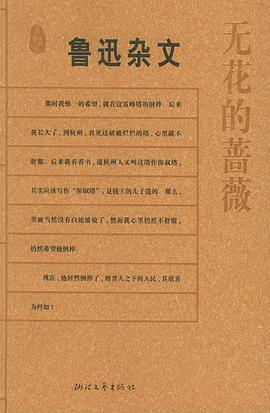 鲁迅杂文
无花的蔷薇
那时我惟一的希望，就在这雷峰塔的倒掉。后来
我长大了，到杭州，看见这破破烂烂的塔，心里就不
舒服。后来我看看书，说杭州人又叫这塔作保叔塔，
其实应该写作“保俶塔”，是钱王的儿子造的。那么，
里面当然没有白蛇娘娘了，然而我心里仍然不舒服，
仍然希望他倒掉。
现在，他居然倒掉了，则普天之下的人民，其欣喜
为何如？
浙江文艺出版社